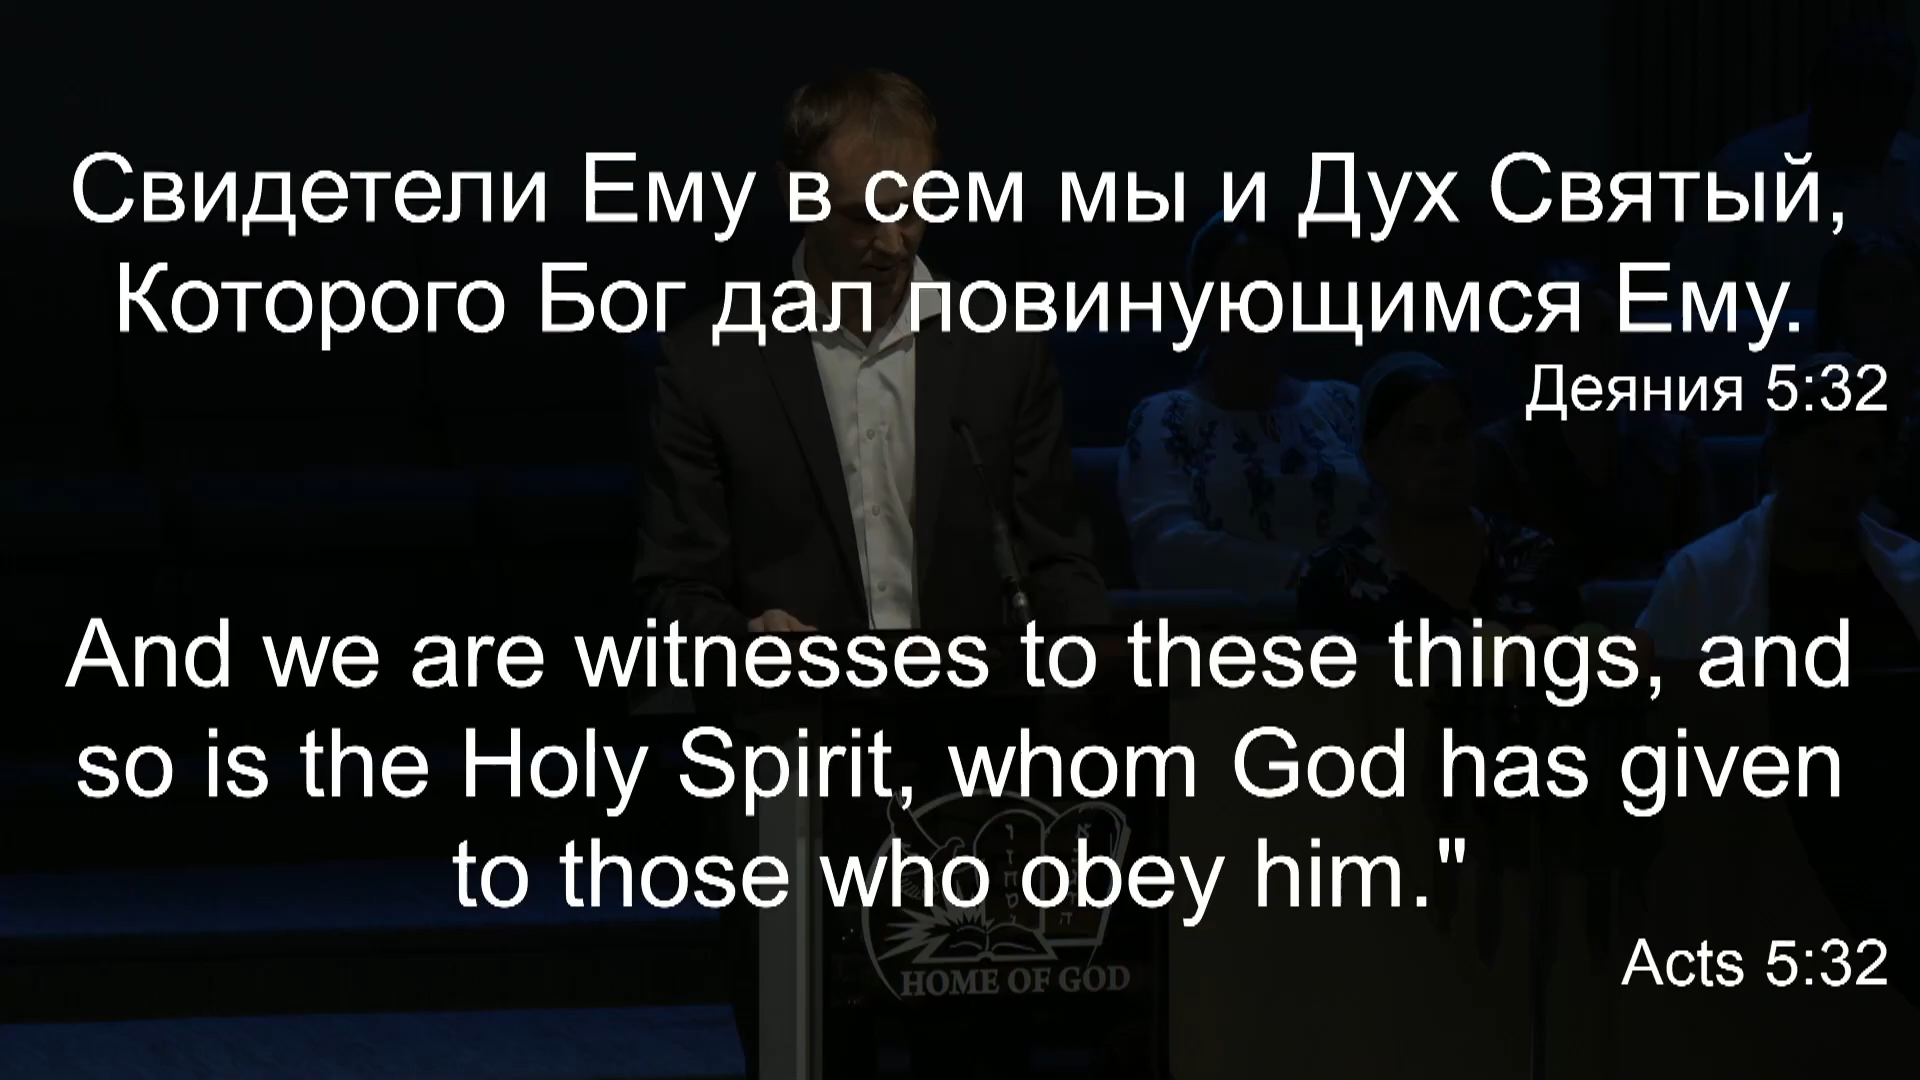 Свидетели Ему в сем мы и Дух Святый,
Которого Бог дал повинующимся Ему.
Деяния 5:32
And we are witnesses to these things, and
so is the Holy Spirit, whom God has given
to those who obey him."
Acts 5:32
HOME OF GOD